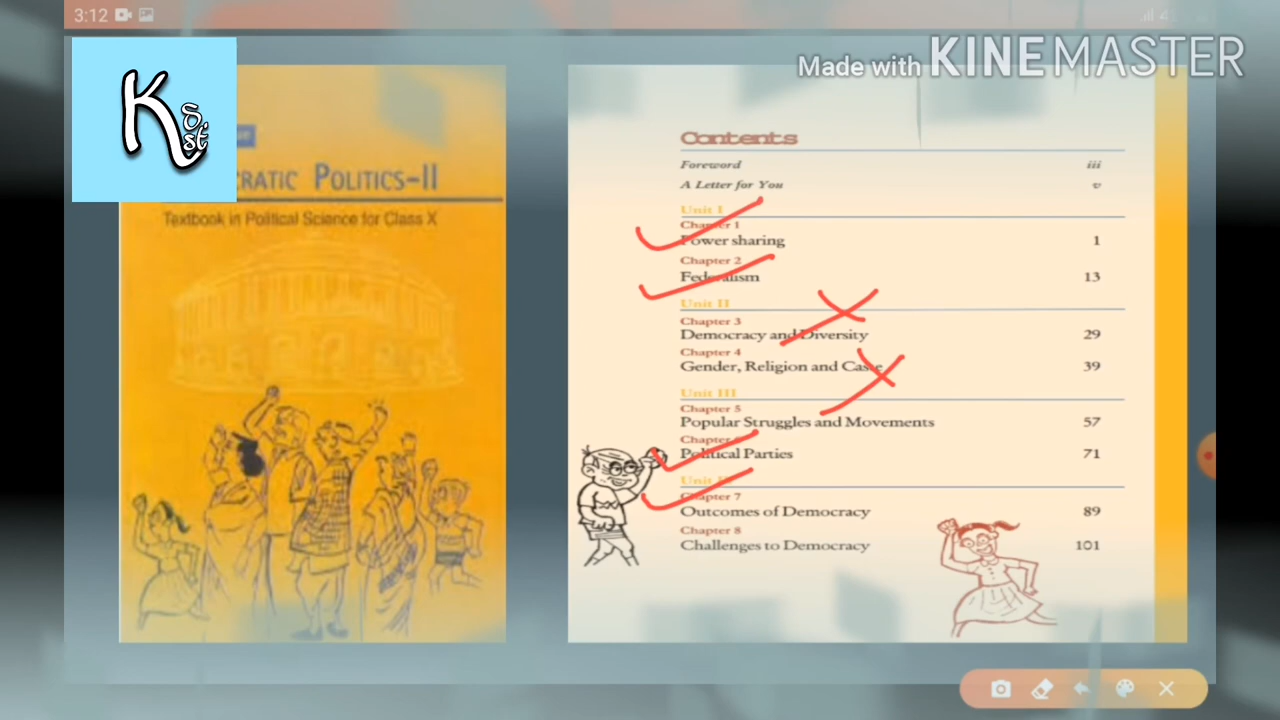 3:12
Made with KINEMASTER
K
CRATIC POLITICS-II
Textbook in Political Science for Class X
Contents
Foreword iii
A Letter for You v
Unit I
Chapter 1
Power sharing 1
Chapter 2
Federalism 13
Unit II
Chapter 3
Democracy and Diversity 29
Chapter 4
Gender, Religion and Caste 39
Unit III
Chapter 5
Popular Struggles and Movements 57
Chapter
Political Parties 71
Unit
Chapter 7
Outcomes of Democracy 89
Chapter 8
Challenges to Democracy 101